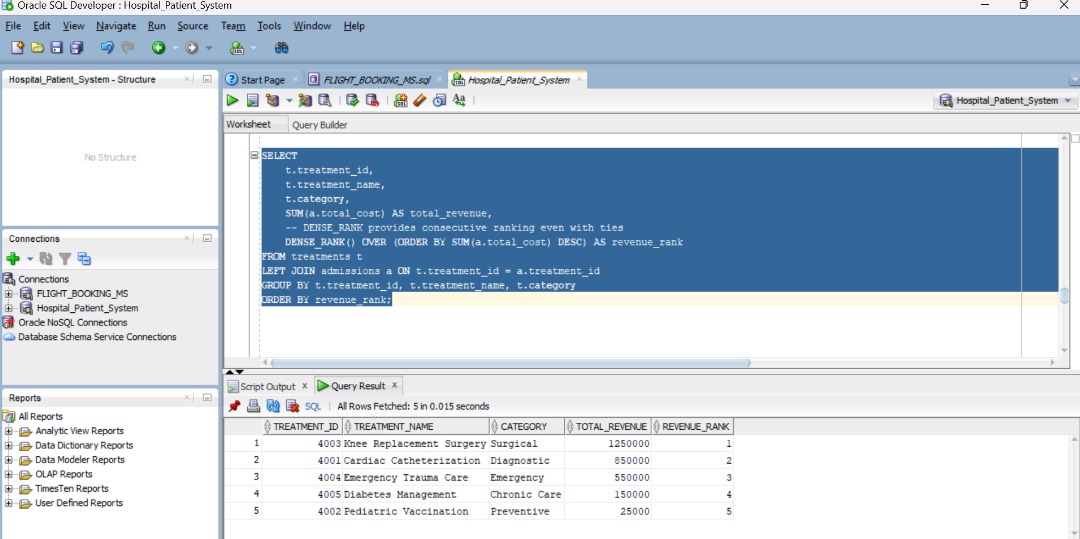 Oracle SQL Developer : Hospital_Patient_System
File Edit View Navigate Run Source Team Tools Window Help
Hospital_Patient_System - Structure
Start Page FLIGHT_BOOKING_MS.sql Hospital_Patient_System
Hospital_Patient_System
Worksheet Query Builder
No Structure
SELECT
t.treatment_id,
t.treatment_name,
t.category,
SUM(a.total_cost) AS total_revenue,
-- DENSE_RANK provides consecutive ranking even with ties
DENSE_RANK() OVER (ORDER BY SUM(a.total_cost) DESC) AS revenue_rank
FROM treatments t
LEFT JOIN admissions a ON t.treatment_id = a.treatment_id
GROUP BY t.treatment_id, t.treatment_name, t.category
ORDER BY revenue_rank;
Connections
Connections
FLIGHT_BOOKING_MS
Hospital_Patient_System
Oracle NoSQL Connections
Database Schema Service Connections
Reports
All Reports
Analytic View Reports
Data Dictionary Reports
Data Modeler Reports
OLAP Reports
TimesTen Reports
User Defined Reports
Script Output x Query Result x
SQL | All Rows Fetched: 5 in 0.015 seconds
TREATMENT_ID TREATMENT_NAME CATEGORY TOTAL_REVENUE REVENUE_RANK
1 4003 Knee Replacement Surgery Surgical 1250000 1
2 4001 Cardiac Catheterization Diagnostic 850000 2
3 4004 Emergency Trauma Care Emergency 550000 3
4 4005 Diabetes Management Chronic Care 150000 4
5 4002 Pediatric Vaccination Preventive 25000 5